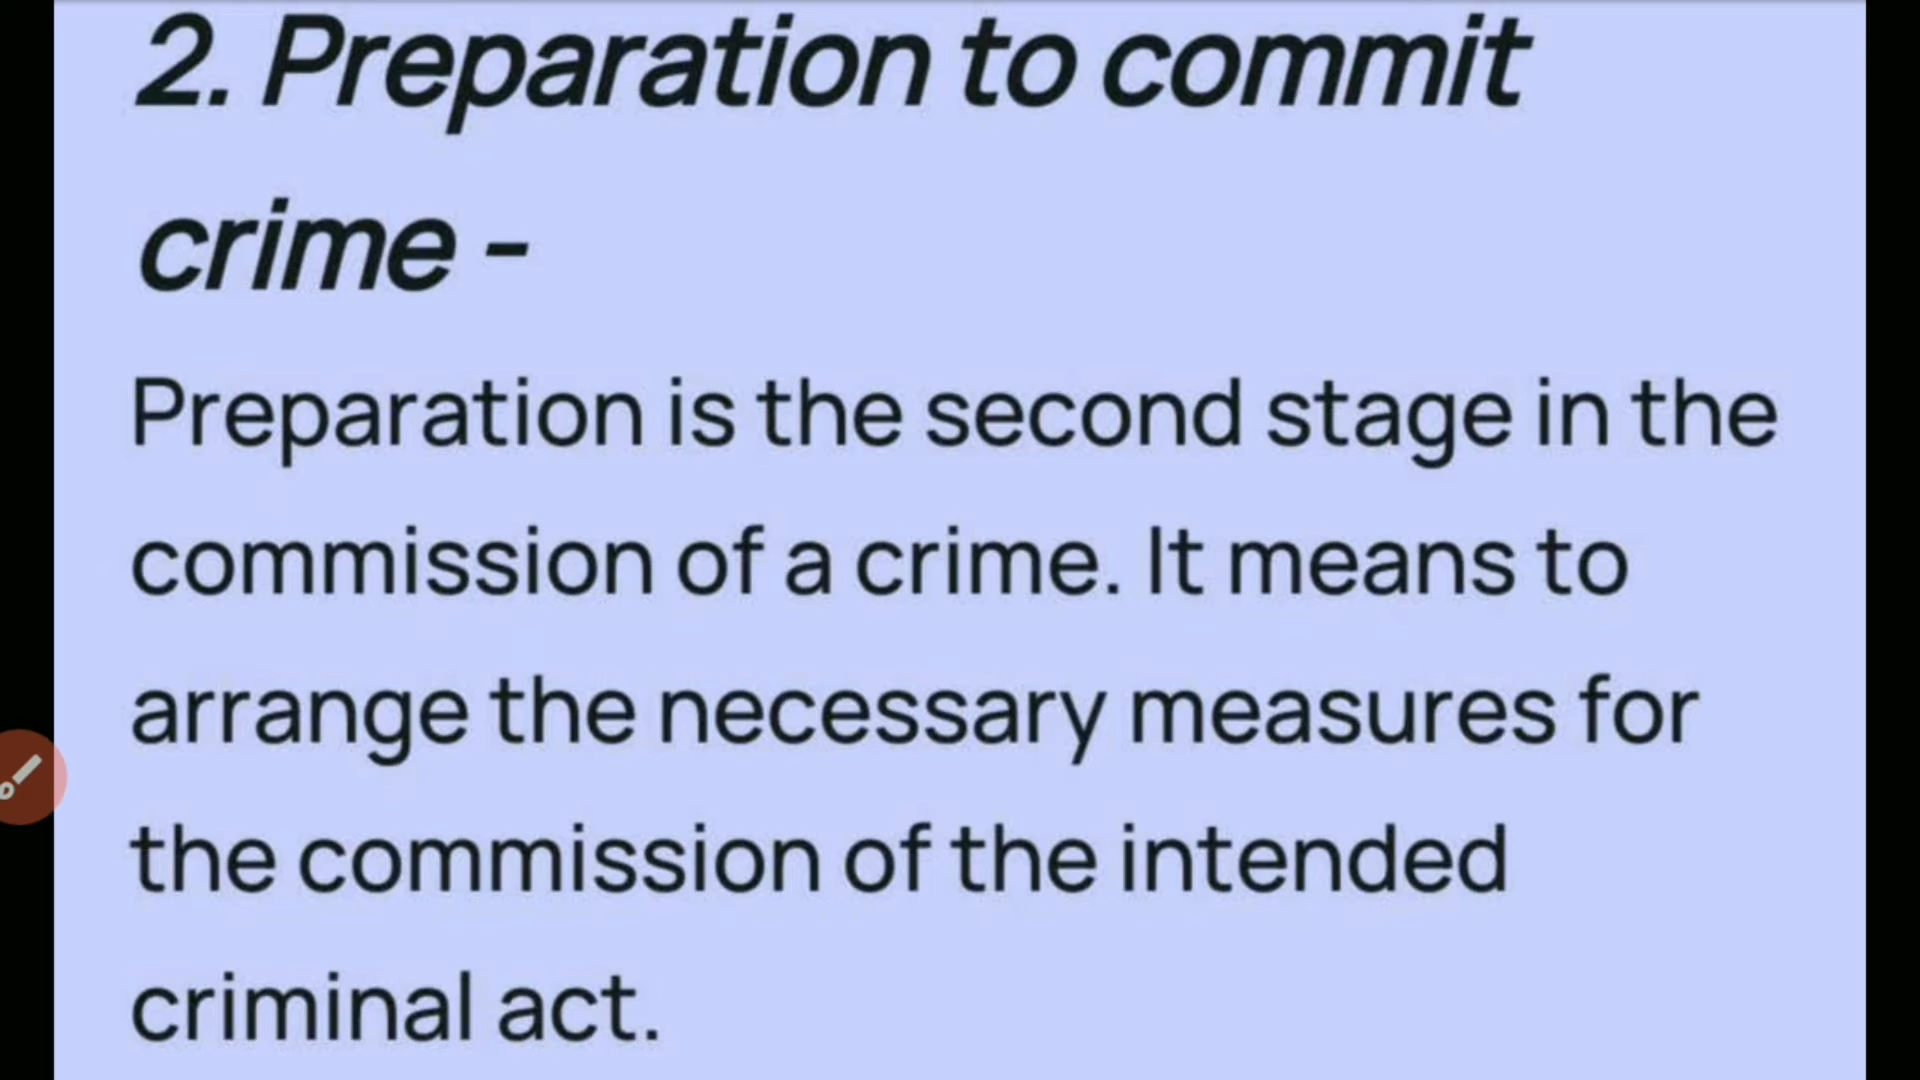 2. Preparation to commit
crime -
Preparation is the second stage in the
commission of a crime. It means to
arrange the necessary measures for
the commission of the intended
criminal act.